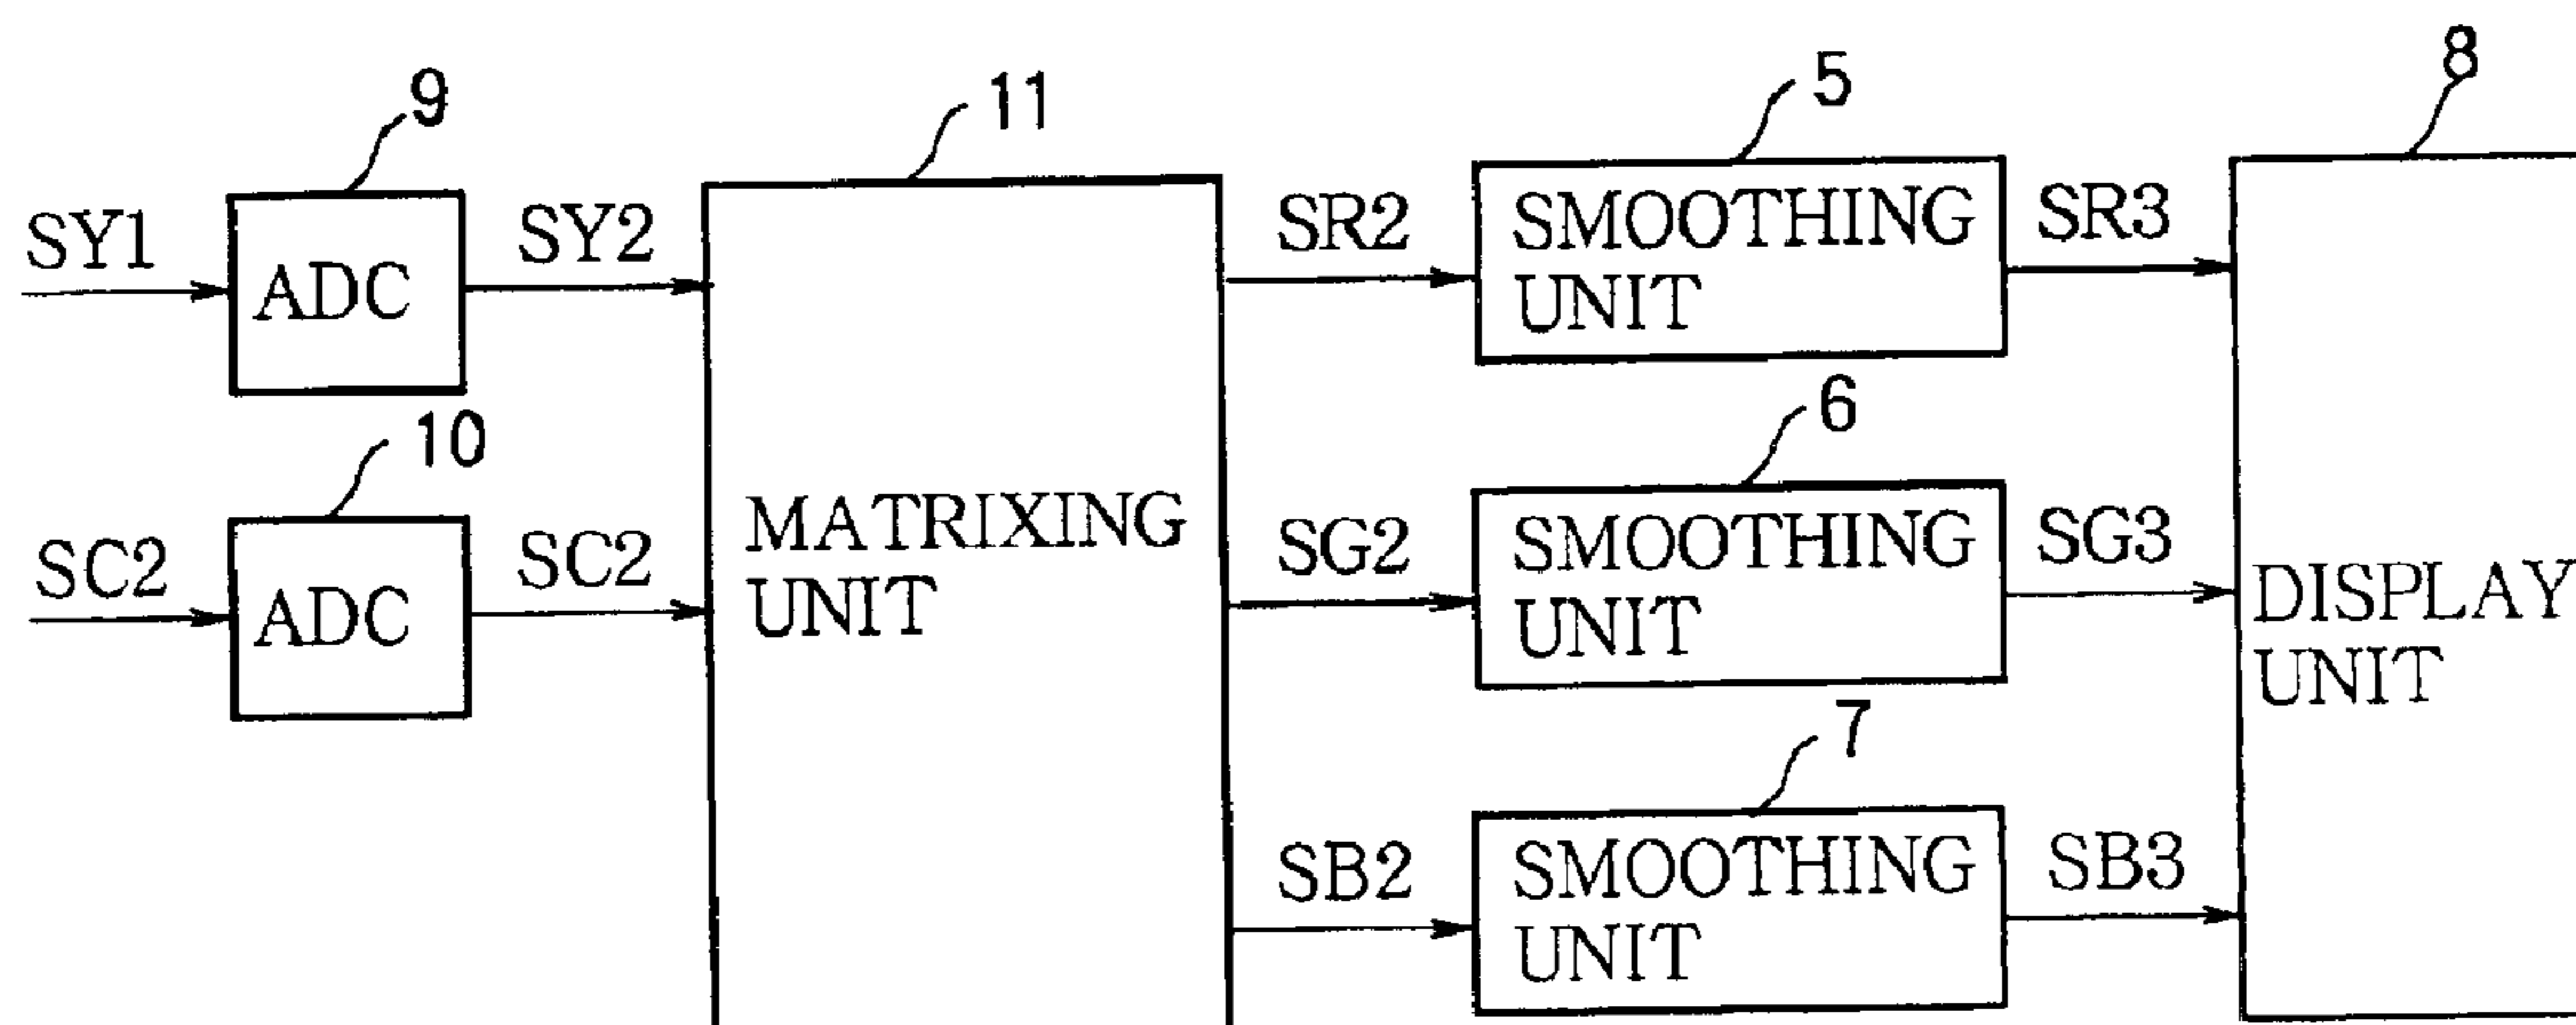 9
11
5
8
SY1
ADC
SY2
SR2
SMOOTHING
UNIT
SR3
10
6
SC2
ADC
SC2
MATRIXING
UNIT
SG2
SMOOTHING
UNIT
SG3
DISPLAY
UNIT
7
SB2
SMOOTHING
UNIT
SB3